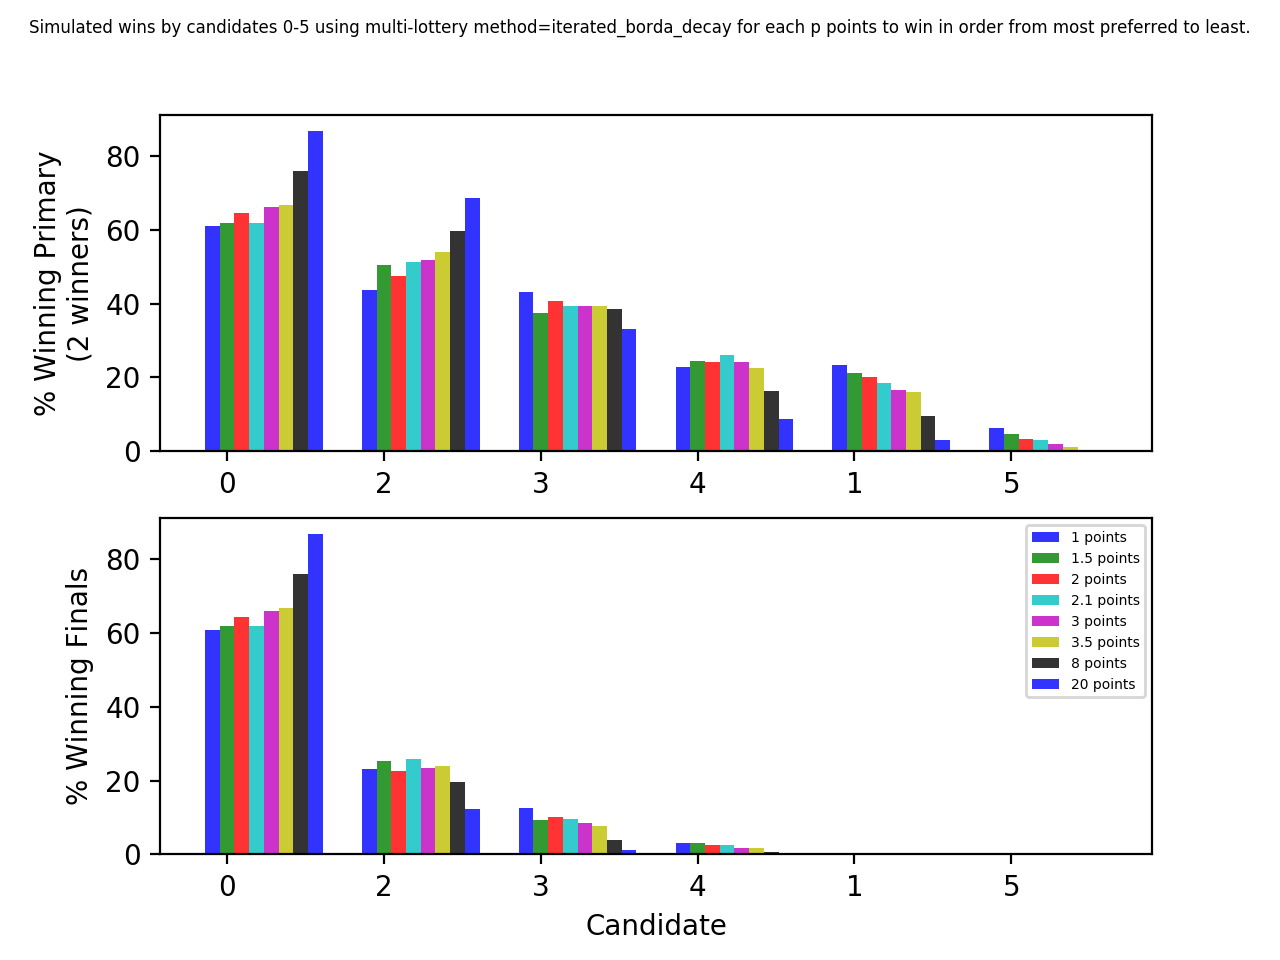 Simulated wins by candidates 0-5 using multi-lottery method=iterated_borda_decay for each p points to win in order from most preferred to least.
% Winning Primary
(2 winners)
80
60
40
20
0
0 2 3 4 1 5
% Winning Finals
80
60
40
20
0
1 points
1.5 points
2 points
2.1 points
3 points
3.5 points
8 points
20 points
0 2 3 4 1 5
Candidate